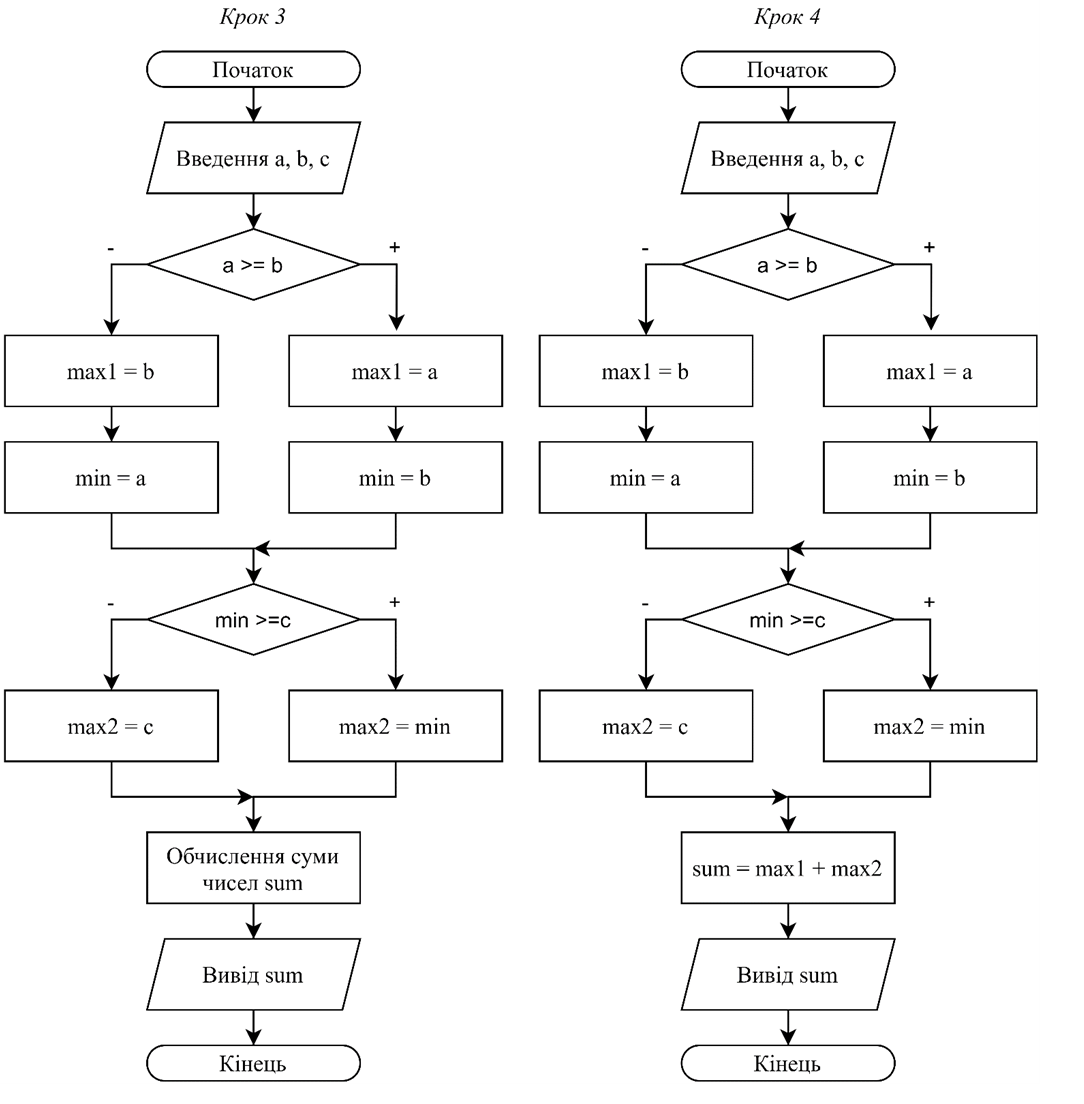 Крок 3
Початок
Введення a, b, c
-
+
a >= b
max1 = b
max1 = a
min = a
min = b
-
+
min >=c
max2 = c
max2 = min
Обчислення суми
чисел sum
Вивід sum
Кінець
Крок 4
Початок
Введення a, b, c
-
+
a >= b
max1 = b
max1 = a
min = a
min = b
-
+
min >=c
max2 = c
max2 = min
sum = max1 + max2
Вивід sum
Кінець